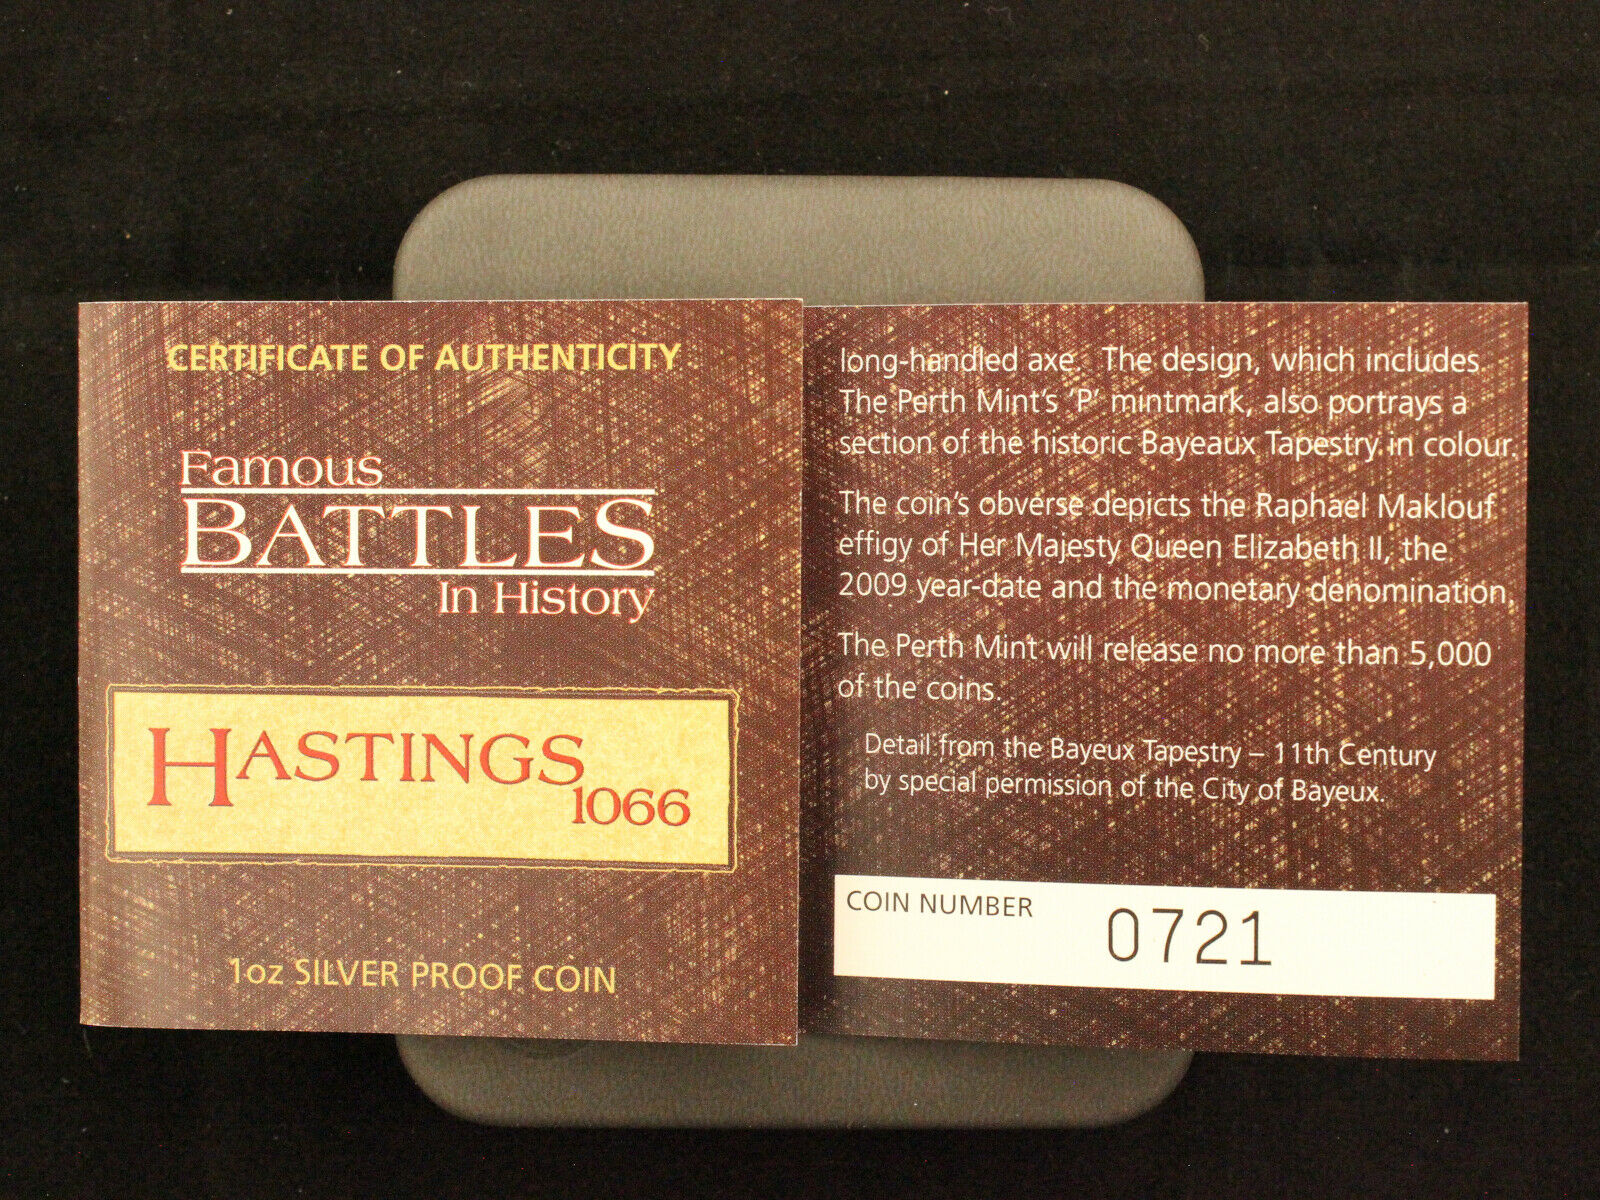 CERTIFICATE OF AUTHENTICITY
Famous
BATTLES
In History
HASTINGS
1066
1oz SILVER PROOF COIN
long-handled axe. The design, which includes
The Perth Mint's 'P' mintmark, also portrays a
section of the historic Bayeaux Tapestry in colour.
The coin's obverse depicts the Raphael Maklouf
effigy of Her Majesty Queen Elizabeth II, the
2009 year-date and the monetary denomination.
The Perth Mint will release no more than 5,000
of the coins.
Detail from the Bayeux Tapestry – 11th Century
by special permission of the City of Bayeux.
COIN NUMBER 0721